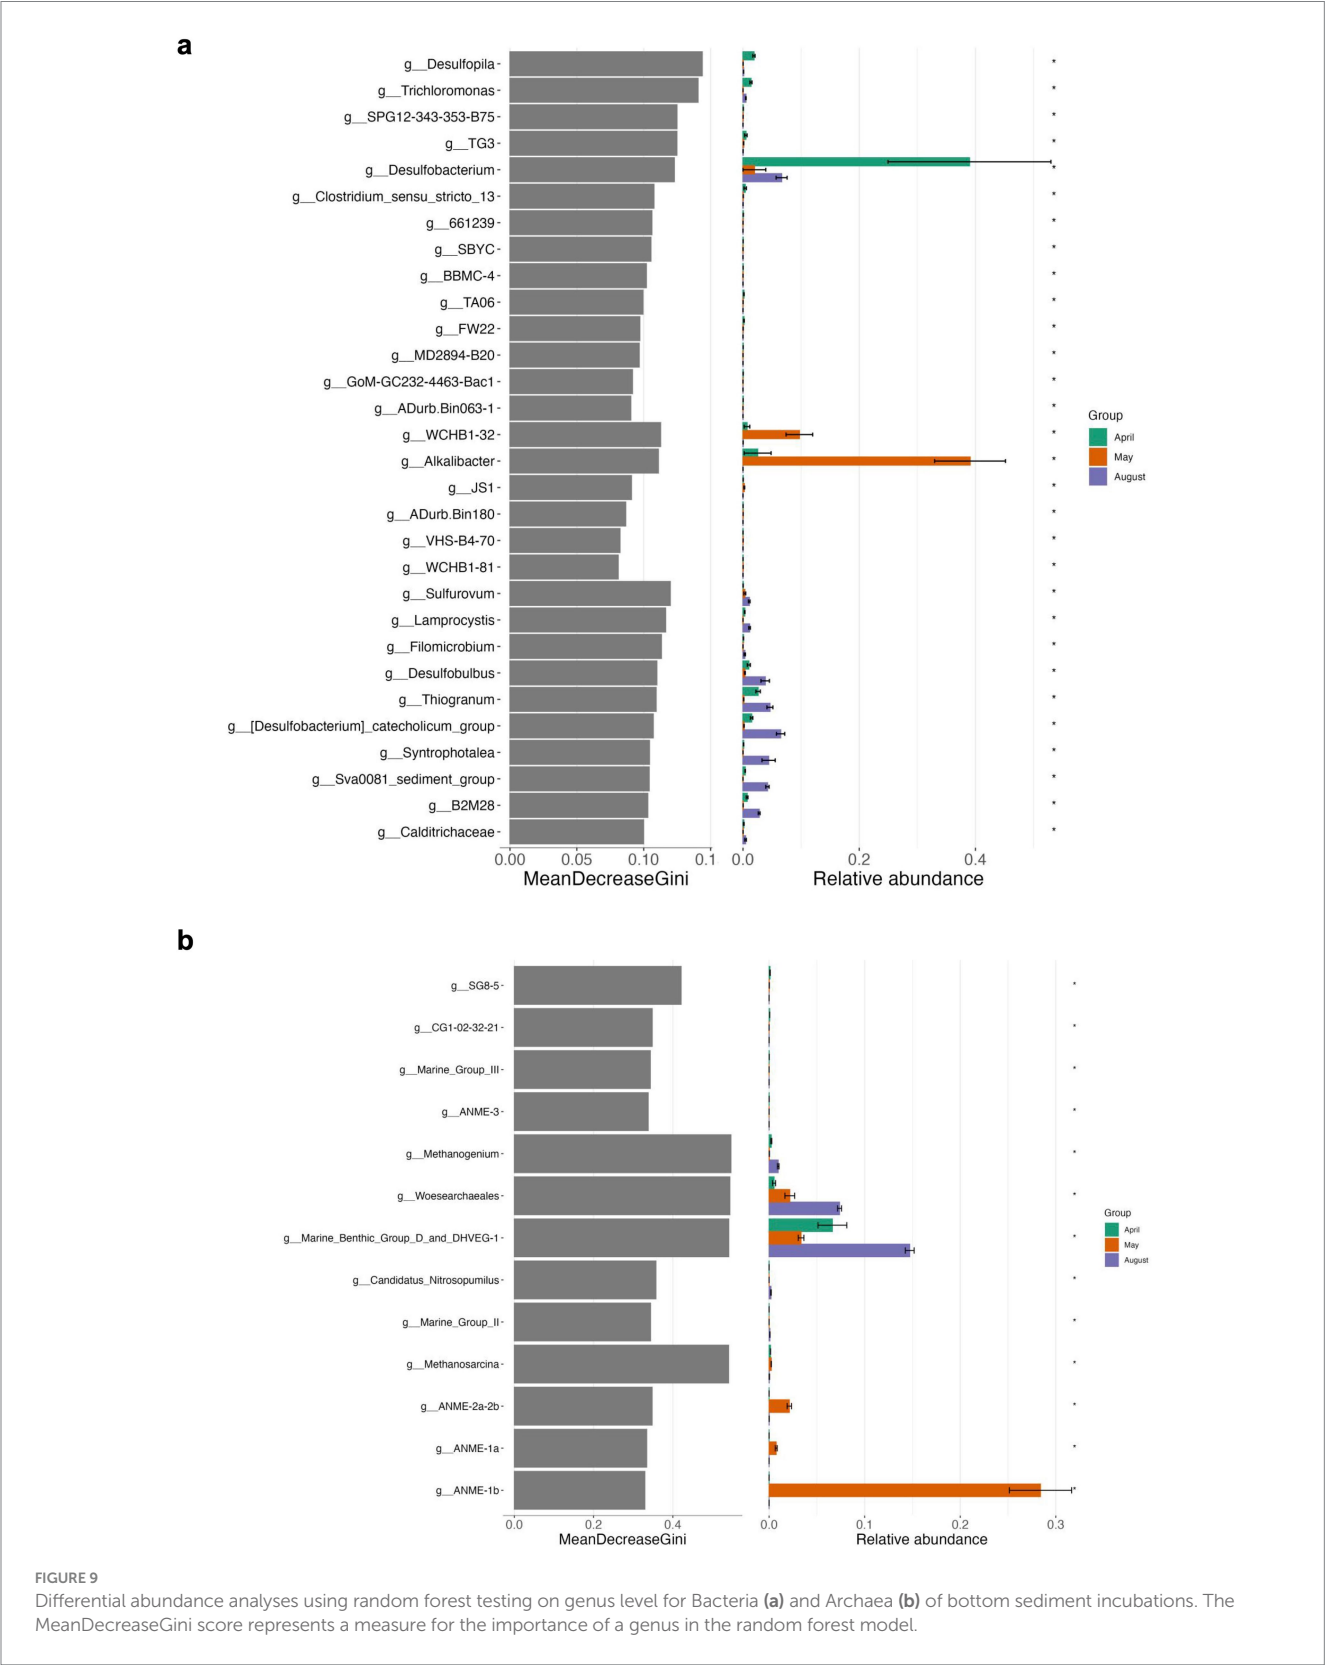 a
g__Desulfopila
g__Trichloromonas
g__SPG12-343-353-B75
g__TG3
g__Desulfobacterium
g__Clostridium_sensu_stricto_13
g__661239
g__SBYC
g__BBMC-4
g__TA06
g__FW22
g__MD2894-B20
g__GoM-GC232-4463-Bac1
g__ADurb.Bin063-1
g__WCHB1-32
g__Alkalibacter
g__JS1
g__ADurb.Bin180
g__VHS-B4-70
g__WCHB1-81
g__Sulfurovum
g__Lamprocystis
g__Filomicrobium
g__Desulfobulbus
g__Thiogranum
g__[Desulfobacterium]_catecholicum_group
g__Syntrophotalea
g__Sva0081_sediment_group
g__B2M28
g__Calditrichaceae
* * * * * * * * * * * * * * * * * * * * * * * * * * * * * *
0.00 0.05 0.10 0.1 0.0 0.2 0.4
MeanDecreaseGini Relative abundance
Group
April
May
August
b
g__SG8-5
g__CG1-02-32-21
g__Marine_Group_III
g__ANME-3
g__Methanogenium
g__Woesearchaeales
g__Marine_Benthic_Group_D_and_DHVEG-1
g__Candidatus_Nitrosopumilus
g__Marine_Group_II
g__Methanosarcina
g__ANME-2a-2b
g__ANME-1a
g__ANME-1b
* * * * * * * * * * * * *
0.0 0.2 0.4 0.0 0.1 0.2 0.3
MeanDecreaseGini Relative abundance
Group
April
May
August
FIGURE 9
Differential abundance analyses using random forest testing on genus level for Bacteria (a) and Archaea (b) of bottom sediment incubations. The
MeanDecreaseGini score represents a measure for the importance of a genus in the random forest model.